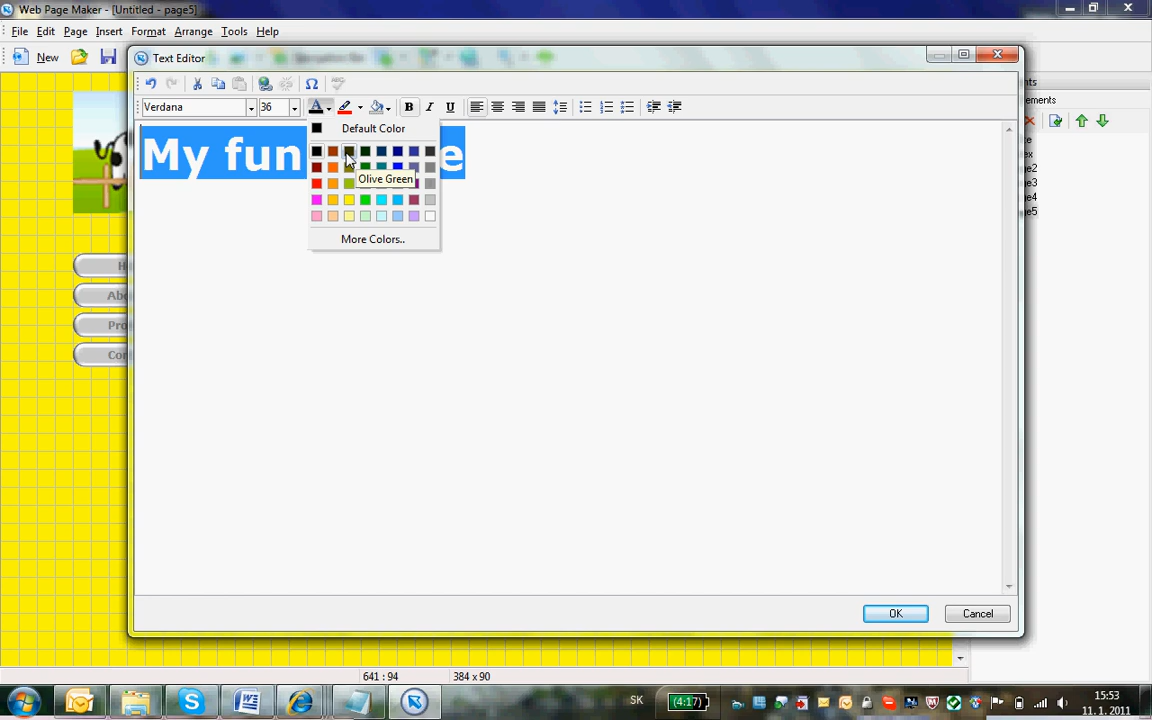 Web Page Maker - [Untitled - page5]
File Edit Page Insert Format Arrange Tools Help
New
Text Editor
Verdana 36 A B I U
Default Color
My fun e
Olive Green
More Colors..
OK Cancel
641 : 94 384 x 90
SK (4:17) 15:53
11. 1. 2011